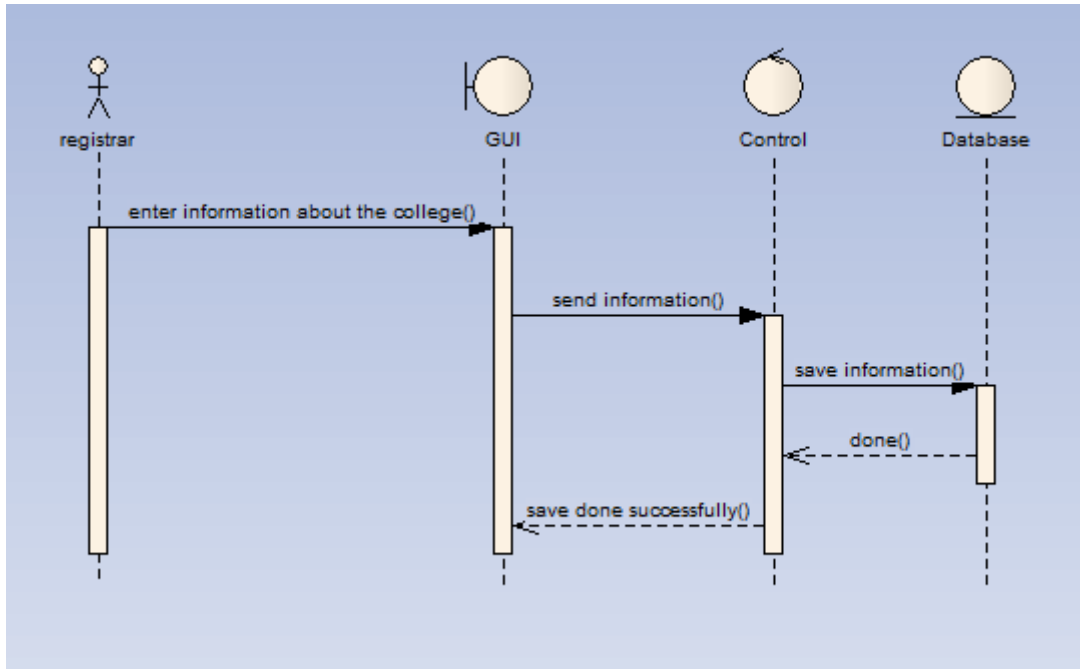 registrar
GUI
Control
Database
enter information about the college()
send information()
save information()
done()
save done successfully()